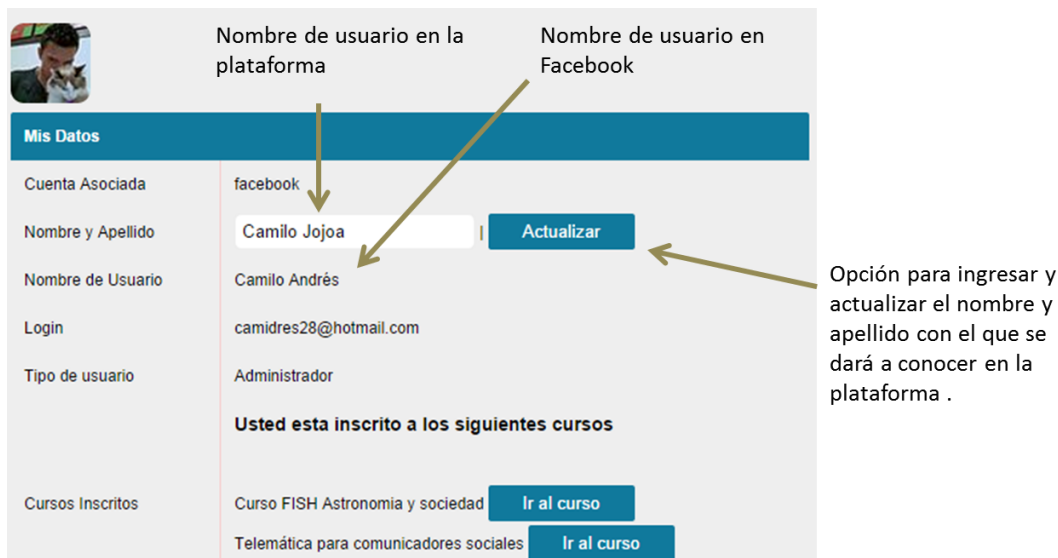 Nombre de usuario en la
plataforma
Nombre de usuario en
Facebook
Mis Datos
Cuenta Asociada
facebook
Nombre y Apellido
Camilo Jojoa
|
Actualizar
Nombre de Usuario
Camilo Andrés
Login
camidres28@hotmail.com
Tipo de usuario
Administrador
Opción para ingresar y
actualizar el nombre y
apellido con el que se
dará a conocer en la
plataforma .
Usted esta inscrito a los siguientes cursos
Cursos Inscritos
Curso FISH Astronomia y sociedad
Ir al curso
Telemática para comunicadores sociales
Ir al curso